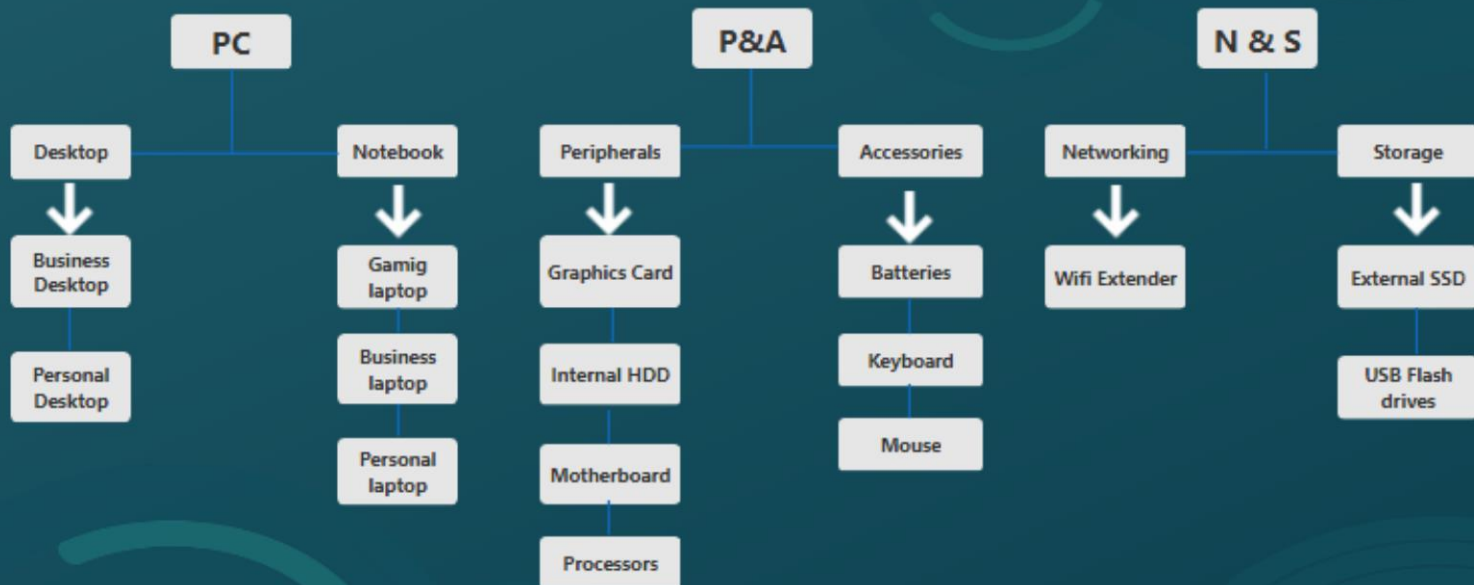 PC
P&A
N & S
Desktop
Notebook
Peripherals
Accessories
Networking
Storage
Business
Desktop
Personal
Desktop
Gamig
laptop
Business
laptop
Personal
laptop
Graphics Card
Internal HDD
Motherboard
Processors
Batteries
Keyboard
Mouse
Wifi Extender
External SSD
USB Flash
drives